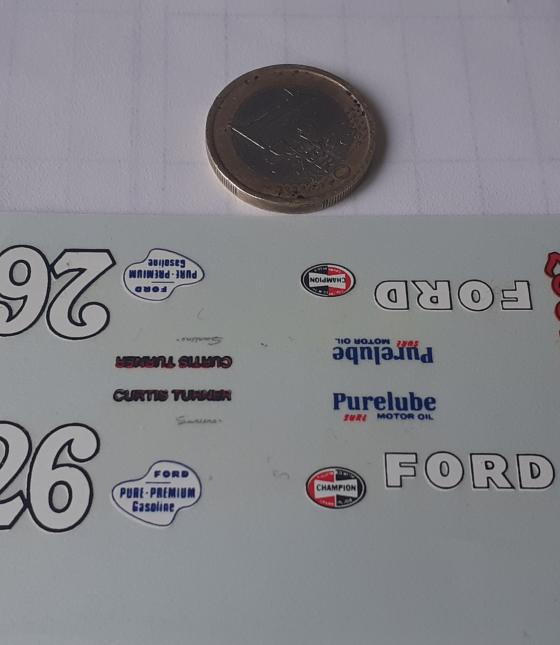 26
FORD
PURE-PREMIUM
Gasoline
CHAMPION
FORD
SURE MOTOR OIL
Purelube
CURTIS TURNER
CURTIS TURNER
Purelube
SURE MOTOR OIL
26
FORD
PURE-PREMIUM
Gasoline
CHAMPION
FORD